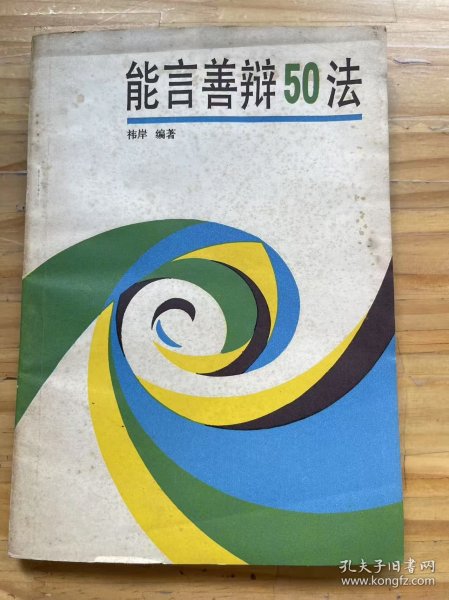 能言善辩50法
祎岸 编著
孔夫子旧书网
www.kongfz.com